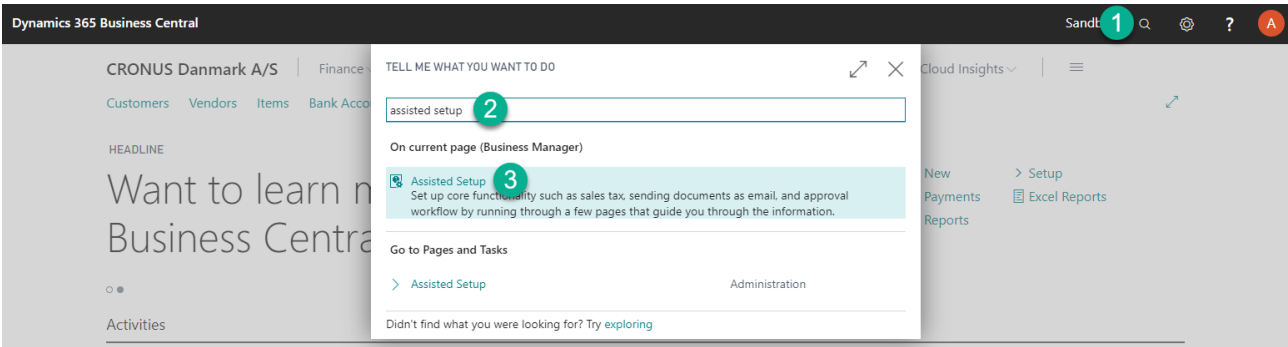 Dynamics 365 Business Central
Sandb 1 ? A
CRONUS Danmark A/S Finance
Customers Vendors Items Bank Acco
Cloud Insights
TELL ME WHAT YOU WANT TO DO
assisted setup 2
On current page (Business Manager)
Assisted Setup 3
Set up core functionality such as sales tax, sending documents as email, and approval
workflow by running through a few pages that guide you through the information.
Go to Pages and Tasks
Assisted Setup Administration
Didn't find what you were looking for? Try exploring
HEADLINE
Want to learn m
Business Centra
New
Payments
Reports
> Setup
Excel Reports
Activities